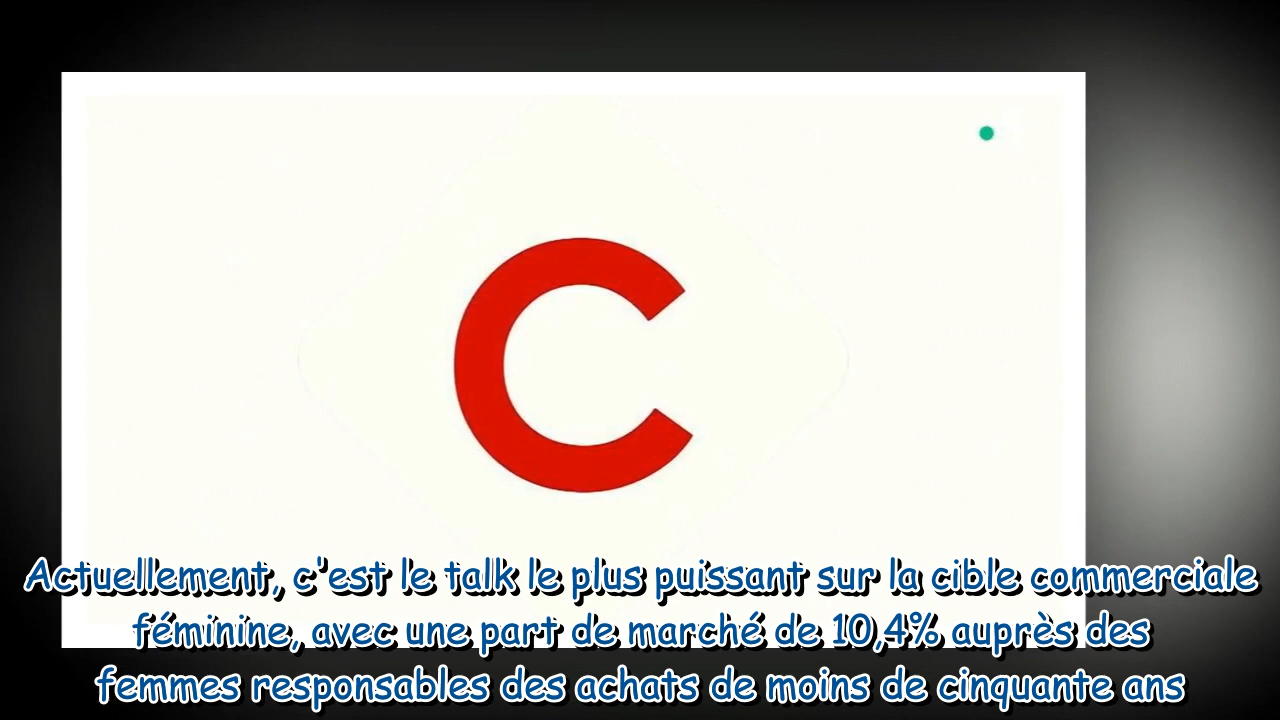 C
Actuellement, c'est le talk le plus puissant sur la cible commerciale
féminine, avec une part de marché de 10,4% auprès des
femmes responsables des achats de moins de cinquante ans